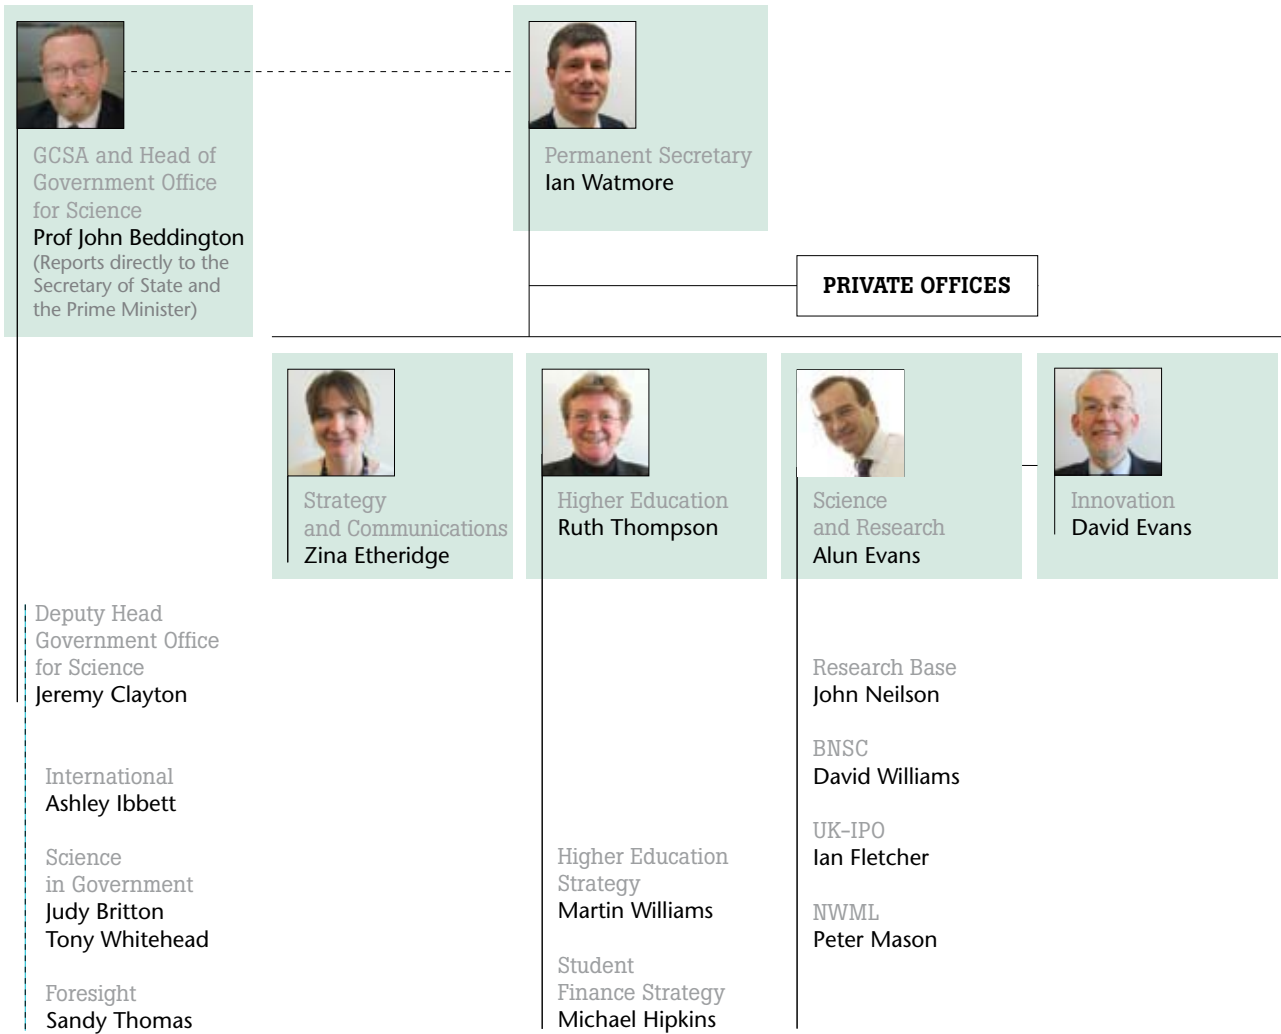 GCSA and Head of
Government Office
for Science
Prof John Beddington
(Reports directly to the
Secretary of State and
the Prime Minister)
Permanent Secretary
Ian Watmore
PRIVATE OFFICES
Strategy
and Communications
Zina Etheridge
Higher Education
Ruth Thompson
Science
and Research
Alun Evans
Innovation
David Evans
Deputy Head
Government Office
for Science
Jeremy Clayton
International
Ashley Ibbett
Science
in Government
Judy Britton
Tony Whitehead
Foresight
Sandy Thomas
Higher Education
Strategy
Martin Williams
Student
Finance Strategy
Michael Hipkins
Research Base
John Neilson
BNSC
David Williams
UK-IPO
Ian Fletcher
NWML
Peter Mason